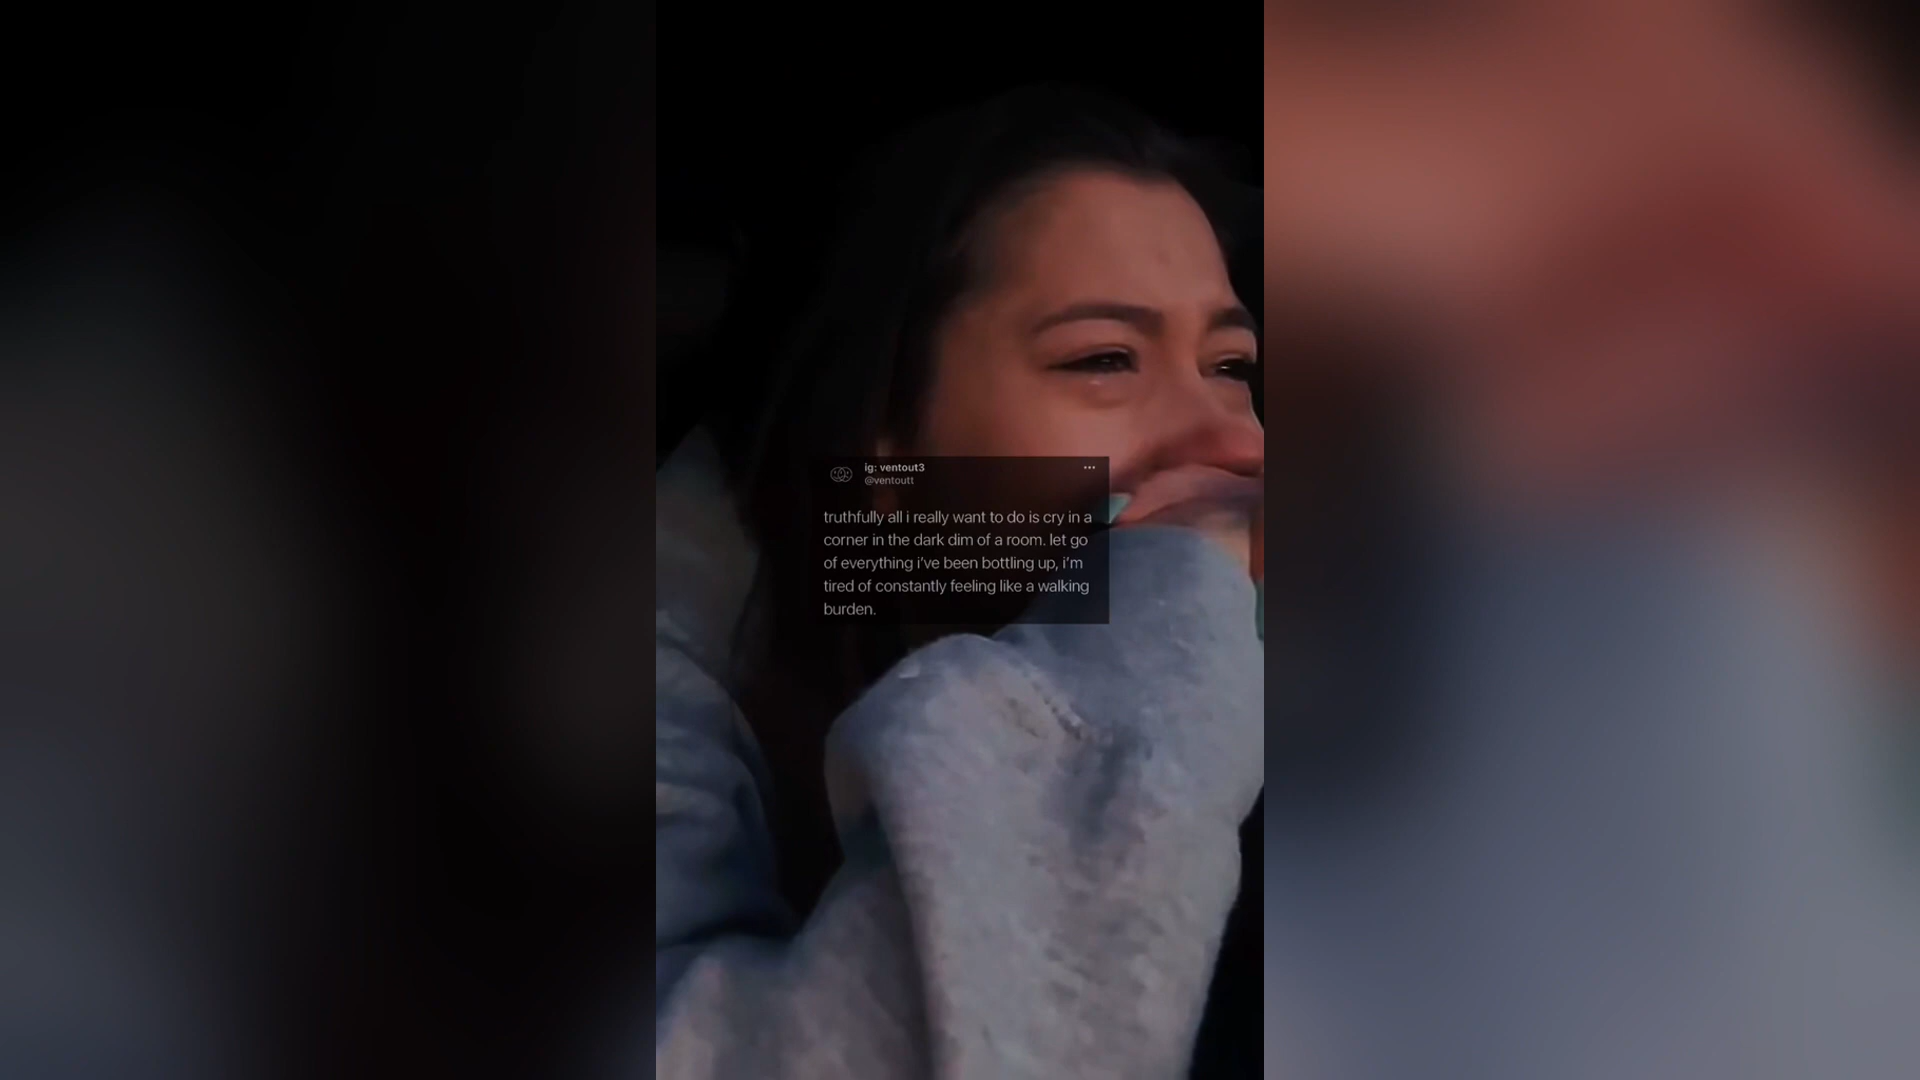 ig: ventout3
@ventoutt
truthfully all i really want to do is cry in a
corner in the dark dim of a room. let go
of everything i've been bottling up, i'm
tired of constantly feeling like a walking
burden.